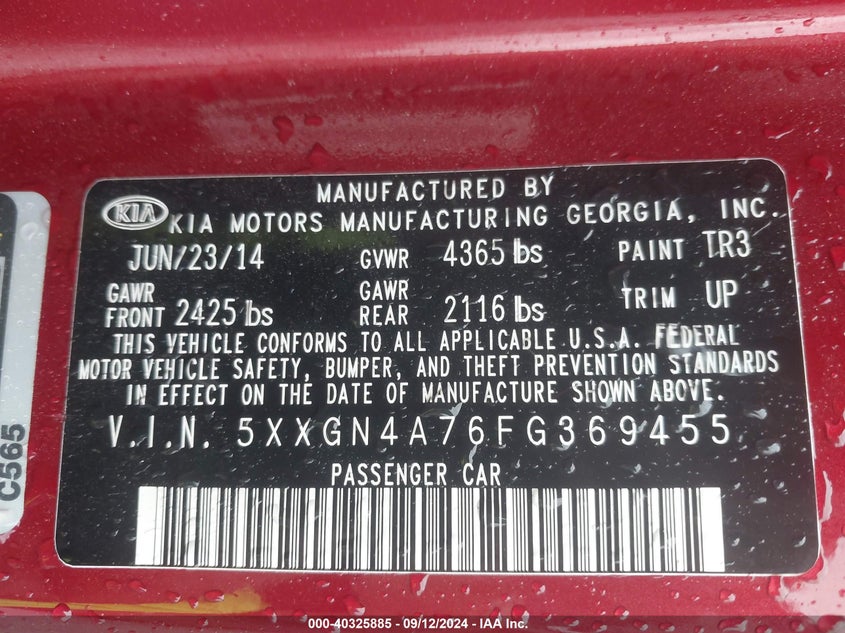 MANUFACTURED BY
KIA KIA MOTORS MANUFACTURING GEORGIA, INC.
JUN/23/14 GVWR 4365 lbs PAINT TR3
GAWR FRONT 2425 lbs GAWR REAR 2116 lbs TRIM UP
THIS VEHICLE CONFORMS TO ALL APPLICABLE U.S.A. FEDERAL
MOTOR VEHICLE SAFETY, BUMPER, AND THEFT PREVENTION STANDARDS
IN EFFECT ON THE DATE OF MANUFACTURE SHOWN ABOVE.
V.I.N. 5XXGN4A76FG369455
PASSENGER CAR
C565
000-40325885 - 09/12/2024 - IAA Inc.